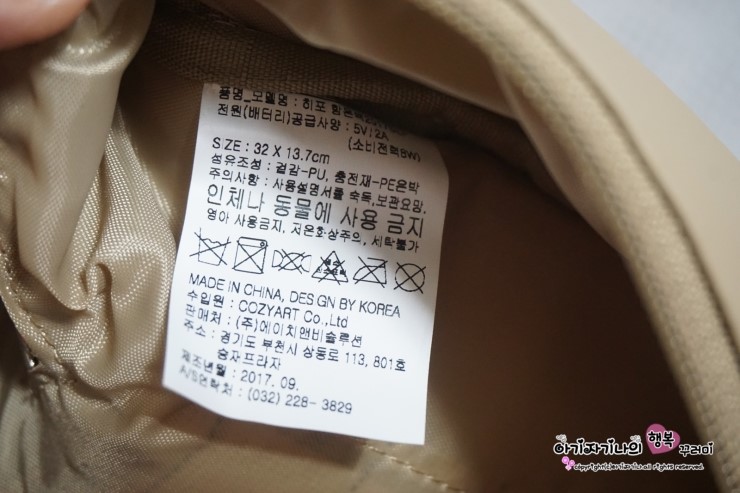 품명_모델명 : 히포
전원(배터리)공급사양 : 5V/2A
(소비전력8W)
SIZE : 32 X 13.7cm
섬유조성 : 겉감-PU, 충전재-PE은박
주의사항 : 사용설명서를 숙독,보관요망,
인체나 동물에 사용 금지
영아 사용금지, 저온화상주의, 세탁불가
MADE IN CHINA, DESIGN BY KOREA
수입원 : COZYART Co.,Ltd
판매처 : (주)에이치앤비솔루션
주소 : 경기도 부천시 상동로 113, 801호
승자프라자
제조년월 : 2017. 09.
A/S연락처 : (032) 228-3829
아기자기나의 행복 꾸러미
all right reserved.